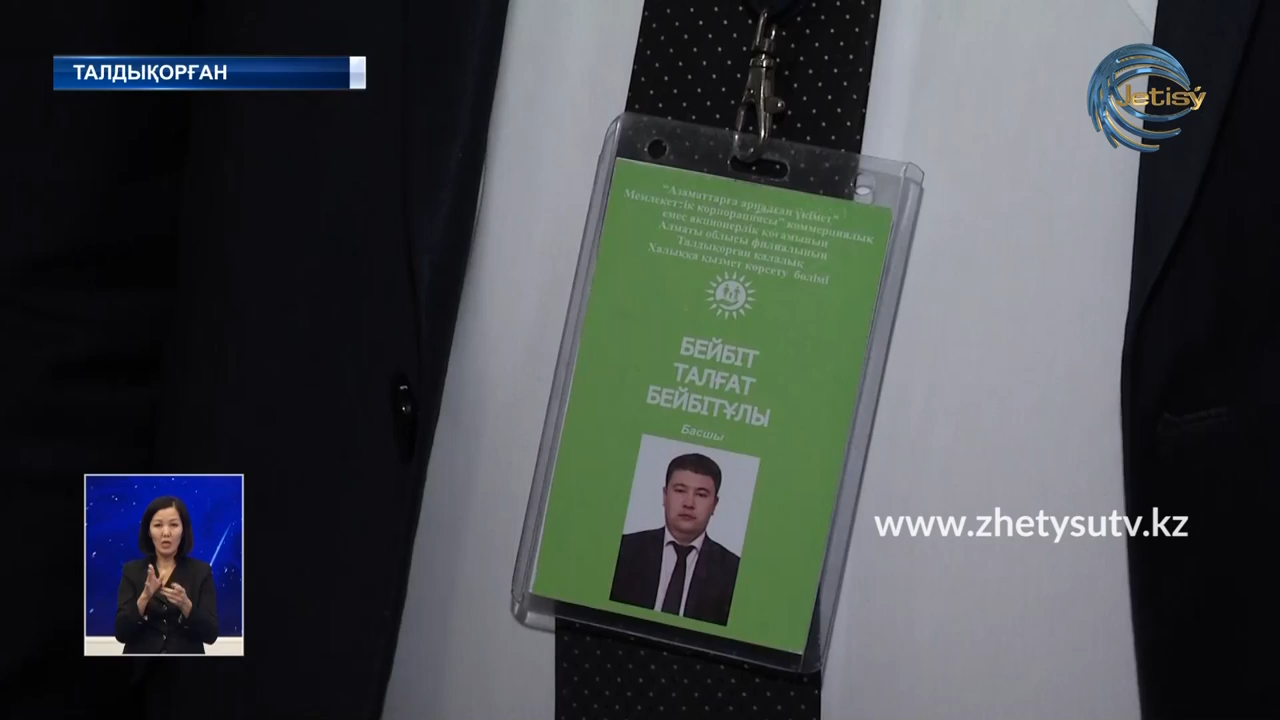 ТАЛДЫҚОРҒАН
Jetisý
"Азаматтарға арналған үкімет"
Мемлекеттік корпорациясы" коммерциялық
емес акционерлік қоғамының
Алматы облысы филиалының
Талдықорған қалалық
Халыққа қызмет көрсету бөлімі
БЕЙБІТ
ТАЛҒАТ
БЕЙБІТҰЛЫ
Басшы
www.zhetysutv.kz